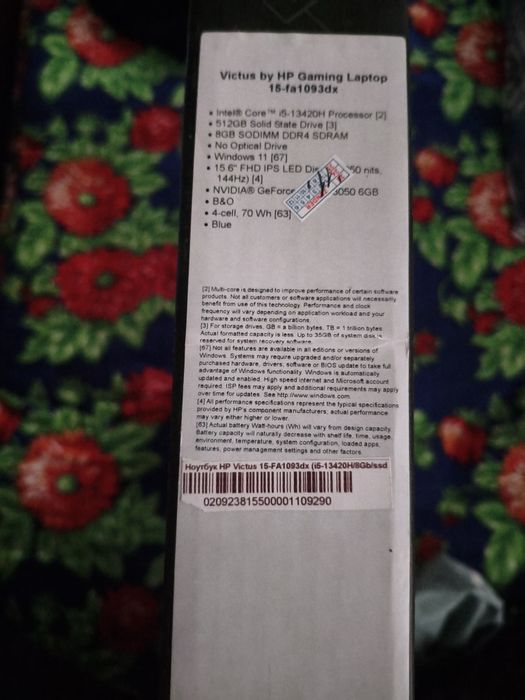 Victus by HP Gaming Laptop
15-fa1093dx
• Intel® Core™ i5-13420H Processor [2]
• 512GB Solid State Drive [3]
• 8GB SODIMM DDR4 SDRAM
• No Optical Drive
• Windows 11 [67]
• 15.6" FHD IPS LED 50 nits,
144Hz) [4]
• NVIDIA® GeForce 3050 6GB
• B&O
• 4-cell, 70 Wh [63]
• Blue
[2] Multi-core is designed to improve performance of certain software
products. Not all customers or software applications will necessarily
benefit from use of this technology. Performance and clock
frequency will vary depending on application workload and your
hardware and software configurations.
[3] For storage drives, GB = a billion bytes, TB = 1 trillion bytes.
Actual formatted capacity is less. Up to 35GB of system disk is
reserved for system recovery software.
[67] Not all features are available in all editions or versions of
Windows. Systems may require upgraded and/or separately
purchased hardware, drivers, software or BIOS update to take full
advantage of Windows functionality. Windows is automatically
updated and enabled. High speed internet and Microsoft account
required. ISP fees may apply and additional requirements may apply
over time for updates. See http://www.windows.com.
[4] All performance specifications represent the typical specifications
provided by HP's component manufacturers; actual performance
may vary either higher or lower.
[63] Actual battery Watt-hours (Wh) will vary from design capacity.
Battery capacity will naturally decrease with shelf life, time, usage,
environment, temperature, system configuration, loaded apps,
features, power management settings and other factors.
Ноутбук HP Victus 15-FA1093dx (i5-13420H/8Gb/ssd
020923815500001109290